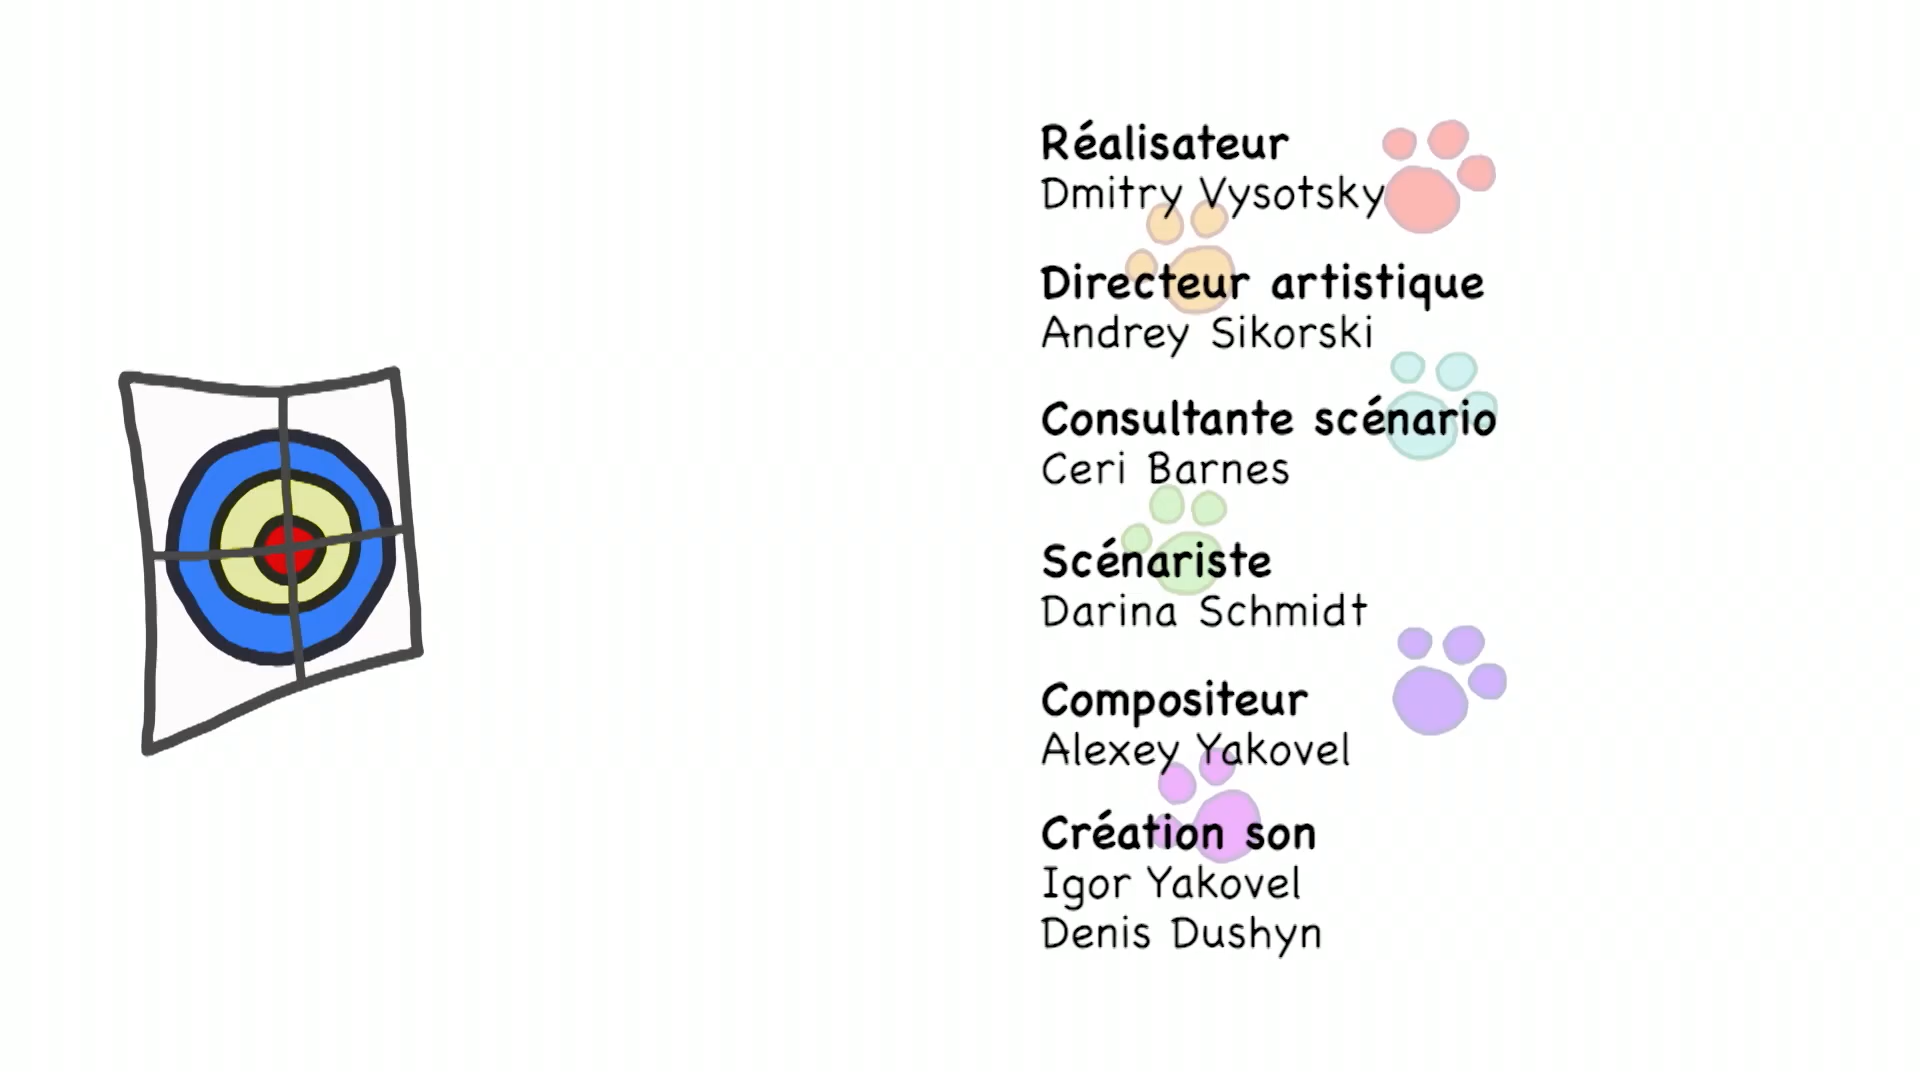 Réalisateur
Dmitry Vysotsky
Directeur artistique
Andrey Sikorski
Consultante scénario
Ceri Barnes
Scénariste
Darina Schmidt
Compositeur
Alexey Yakovel
Création son
Igor Yakovel
Denis Dushyn